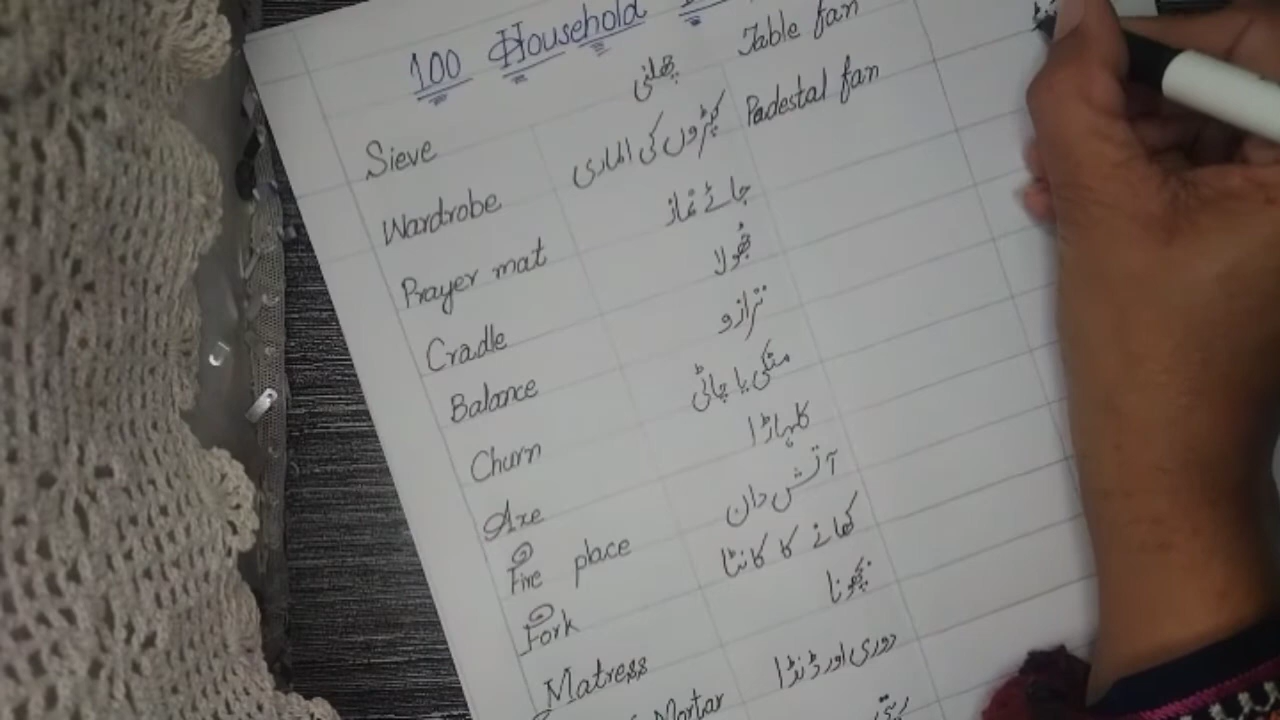 100 Household
Sieve چھلنی Table fan
Wardrobe کپڑوں کی الماری Padestal fan
Prayer mat جائے نماز
Cradle جھولا
Balance ترازو
Churn مٹکی یا چاٹی
Axe کلہاڑا
Fire place آتش دان
Fork کھانے کا کانٹا
Matress بچھونا
Mortar دوری اور ڈنڈا